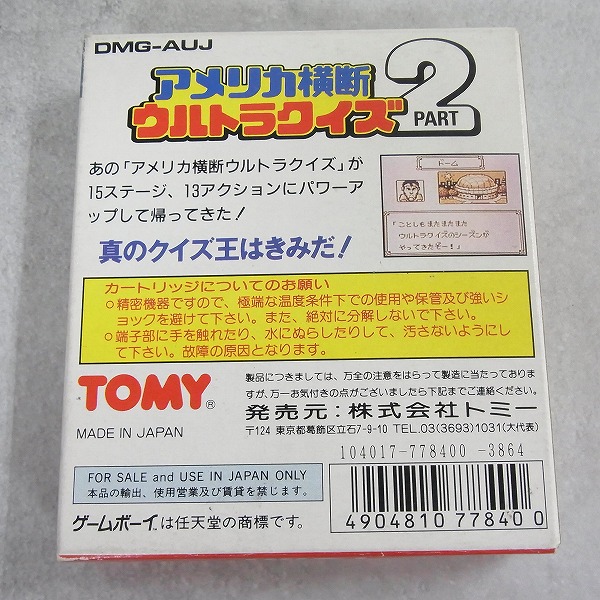 DMG-AUJ
アメリカ横断
ウルトラクイズ
2
PART
あの「アメリカ横断ウルトラクイズ」が
15ステージ、13アクションにパワーア
ップして帰ってきた!
真のクイズ王はきみだ!
ドーム
「ことしも またまたまた
ウルトラクイズのシーズンが
やってきたぞー!」
カートリッジについてのお願い
○精密機器ですので、極端な温度条件下での使用や保管及び強いシ
ョックを避けて下さい。また、絶対に分解しないで下さい。
○端子部に手を触れたり、水にぬらしたりして、汚さないようにし
て下さい。故障の原因となります。
TOMY®
MADE IN JAPAN
製品につきましては、万全の注意をはらって製造に当たっておりま
すが、万一お気付きの点がございましたら下記までご連絡ください。
発売元:株式会社トミー
〒124 東京都葛飾区立石7-9-10 TEL.03(3693)1031(大代表)
104017-778400 -3864
FOR SALE and USE IN JAPAN ONLY
本品の輸出、使用営業及び賃貸を禁じます。
ゲームボーイは任天堂の商標です。
4904810 77840 0